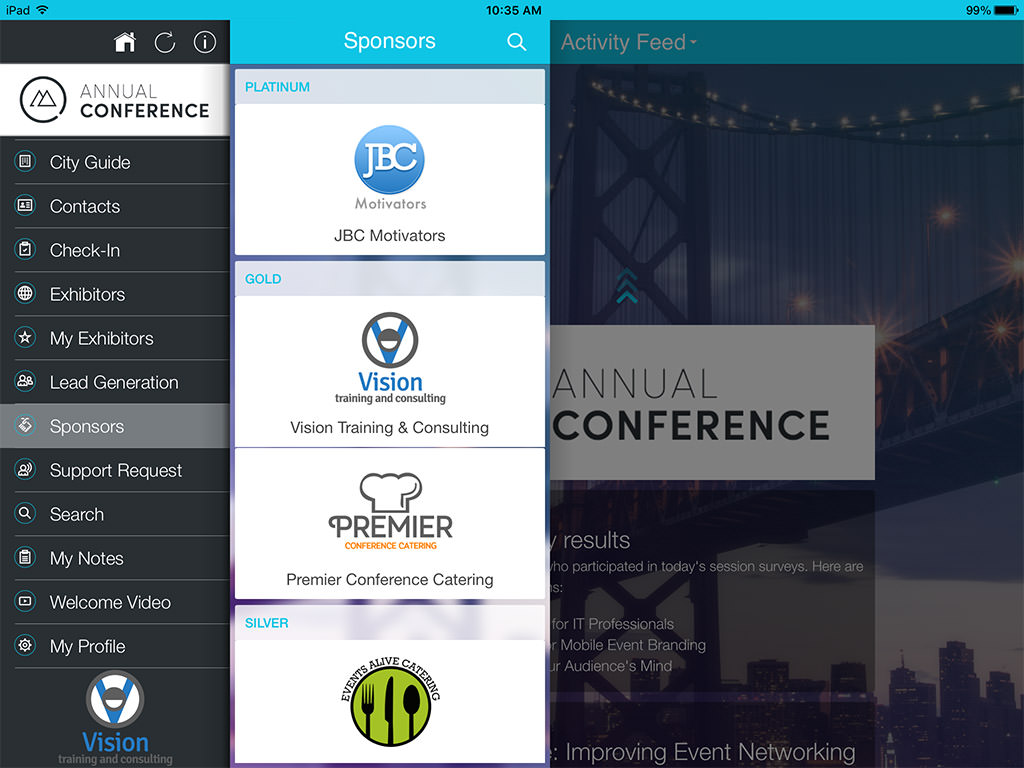 iPad
10:35 AM
99%
ANNUAL
CONFERENCE
City Guide
Contacts
Check-In
Exhibitors
My Exhibitors
Lead Generation
Sponsors
Support Request
Search
My Notes
Welcome Video
My Profile
Vision
training and consulting
Sponsors
PLATINUM
JBC
Motivators
JBC Motivators
GOLD
Vision
training and consulting
Vision Training & Consulting
PREMIER
CONFERENCE CATERING
Premier Conference Catering
SILVER
EVENTS ALIVE CATERING
Activity Feed
ANNUAL
CONFERENCE
y results
who participated in today's session surveys. Here are
ns:
for IT Professionals
r Mobile Event Branding
ur Audience's Mind
e: Improving Event Networking